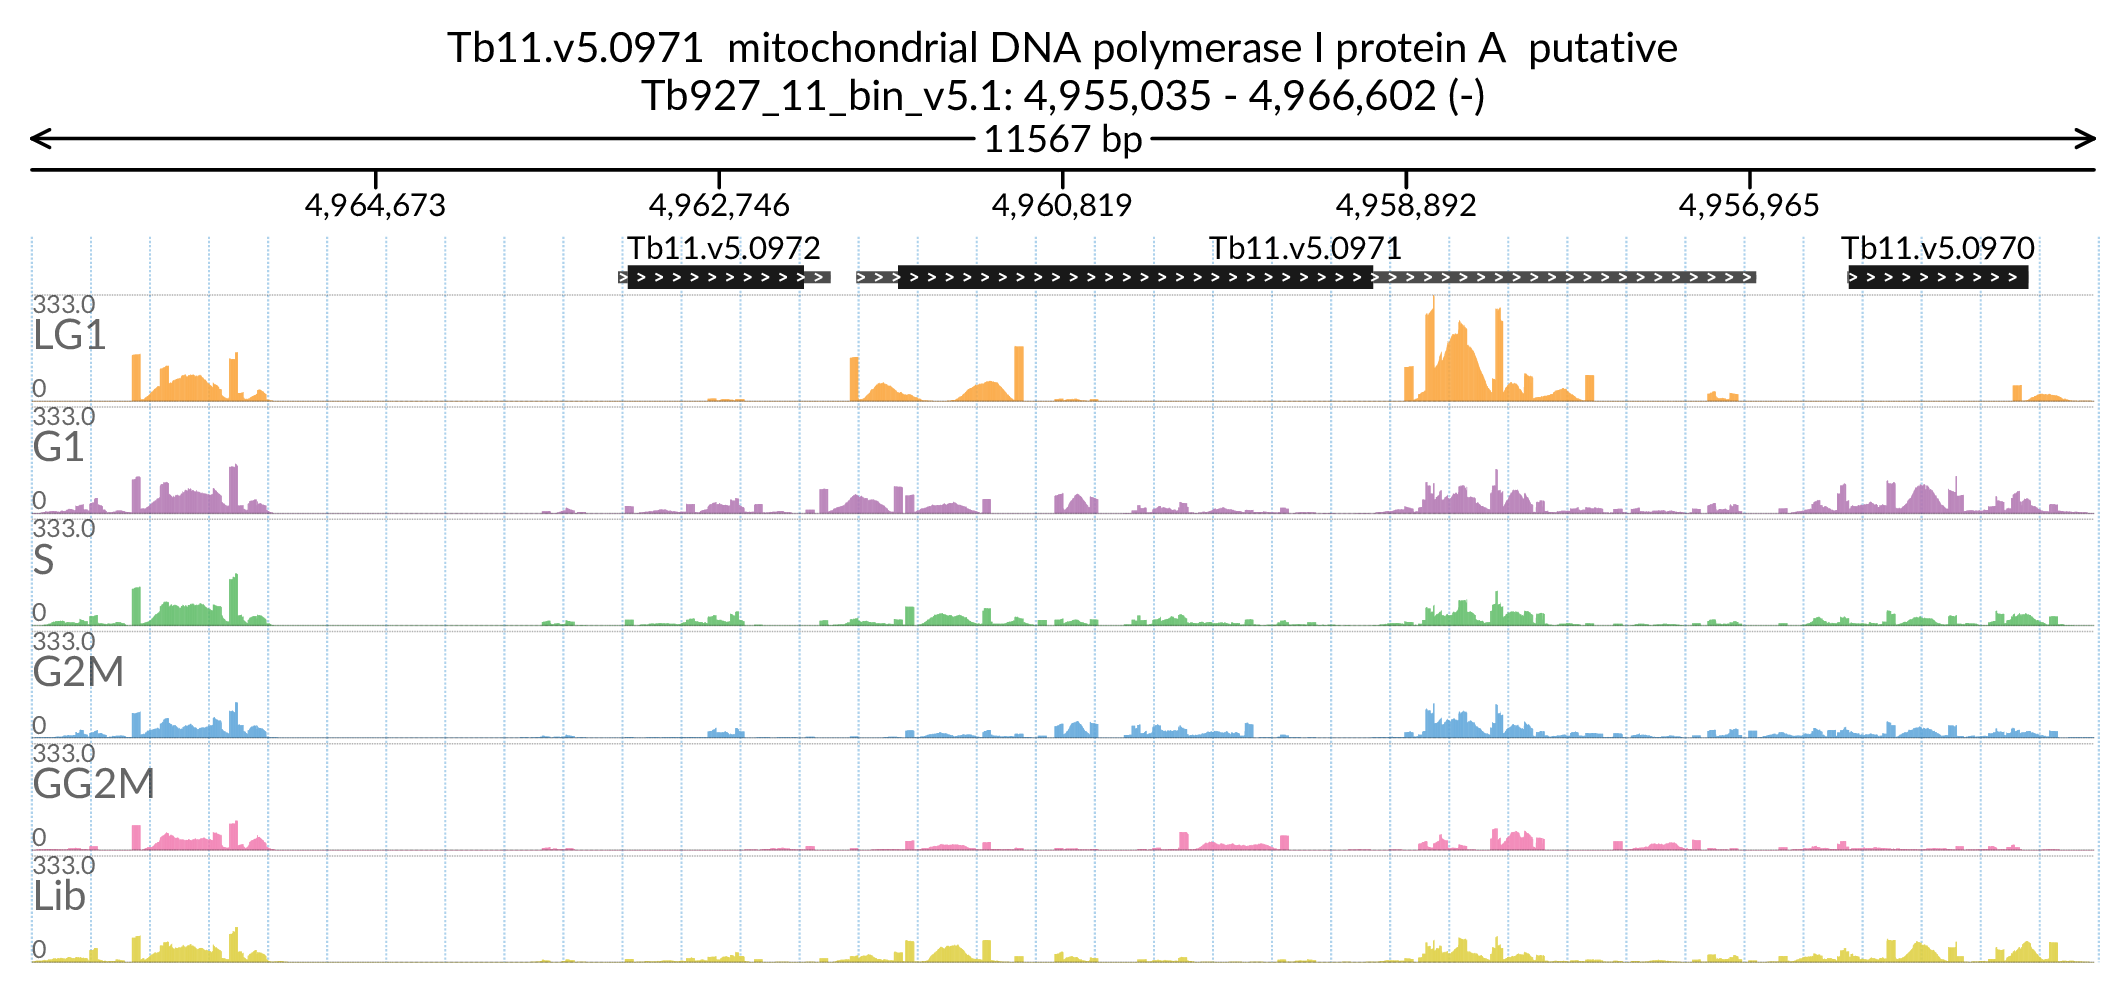 Tb11.v5.0971 mitochondrial DNA polymerase I protein A putative
Tb927_11_bin_v5.1: 4,955,035 - 4,966,602 (-)
11567 bp
4,964,673 4,962,746 4,960,819 4,958,892 4,956,965
Tb11.v5.0972 Tb11.v5.0971 Tb11.v5.0970
333.0
LG1
0
333.0
G1
0
333.0
S
0
333.0
G2M
0
333.0
GG2M
0
333.0
Lib
0